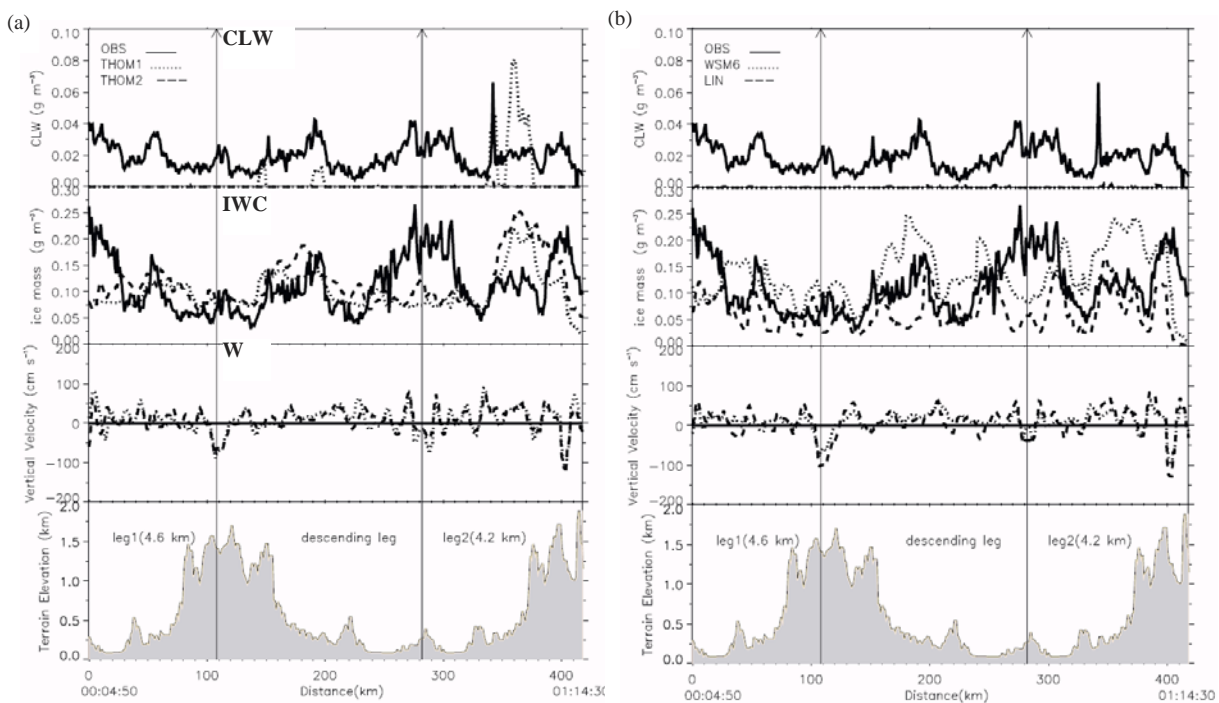 (a)
CLW
OBS
THOM1
THOM2
CLW (g m⁻³)
0.10
0.08
0.06
0.04
0.02
0.00
IWC
ice mass (g m⁻³)
0.30
0.25
0.20
0.15
0.10
0.05
0.00
W
Vertical Velocity (cm s⁻¹)
200
100
0
−100
−200
Terrain Elevation (km)
2.0
1.5
1.0
0.5
0.0
leg1(4.6 km)
descending leg
leg2(4.2 km)
0
100
200
300
400
00:04:50
Distance(km)
01:14:30
(b)
OBS
WSM6
LIN
CLW (g m⁻³)
0.10
0.08
0.06
0.04
0.02
0.00
ice mass (g m⁻³)
0.30
0.25
0.20
0.15
0.10
0.05
0.00
Vertical Velocity (cm s⁻¹)
200
100
0
−100
−200
Terrain Elevation (km)
2.0
1.5
1.0
0.5
0.0
leg1(4.6 km)
descending leg
leg2(4.2 km)
0
100
200
300
400
00:04:50
Distance(km)
01:14:30